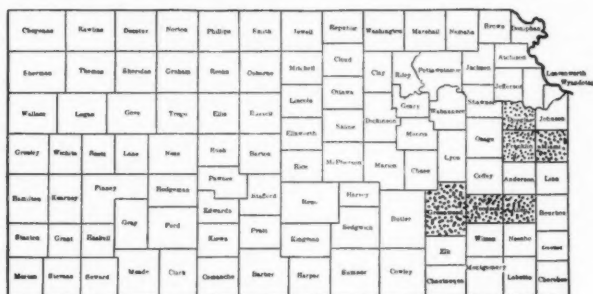 Cheyenne Rawlins Decatur Norton Phillips Smith Jewell Republic Washington Marshall Nemaha Brown Doniphan
Sherman Thomas Sheridan Graham Rooks Osborne Mitchell Cloud Clay Riley Pottawatomie Jackson Atchison
Jefferson Leavenworth
Wyandotte
Wallace Logan Gove Trego Ellis Russell Lincoln Ottawa Geary Wabaunsee Shawnee Johnson
Ellsworth Saline Dickinson Morris Osage
Greeley Wichita Scott Lane Ness Rush Barton Rice McPherson Marion Chase Lyon Coffey Anderson Linn
Hamilton Kearney Finney Hodgeman Pawnee Stafford Reno Harvey Butler Greenwood Bourbon
Gray Ford Edwards Sedgwick
Stanton Grant Haskell Kiowa Pratt Kingman Elk Wilson Neosho
Morton Stevens Seward Meade Clark Comanche Barber Harper Sumner Cowley Chautauqua Montgomery Labette Cherokee